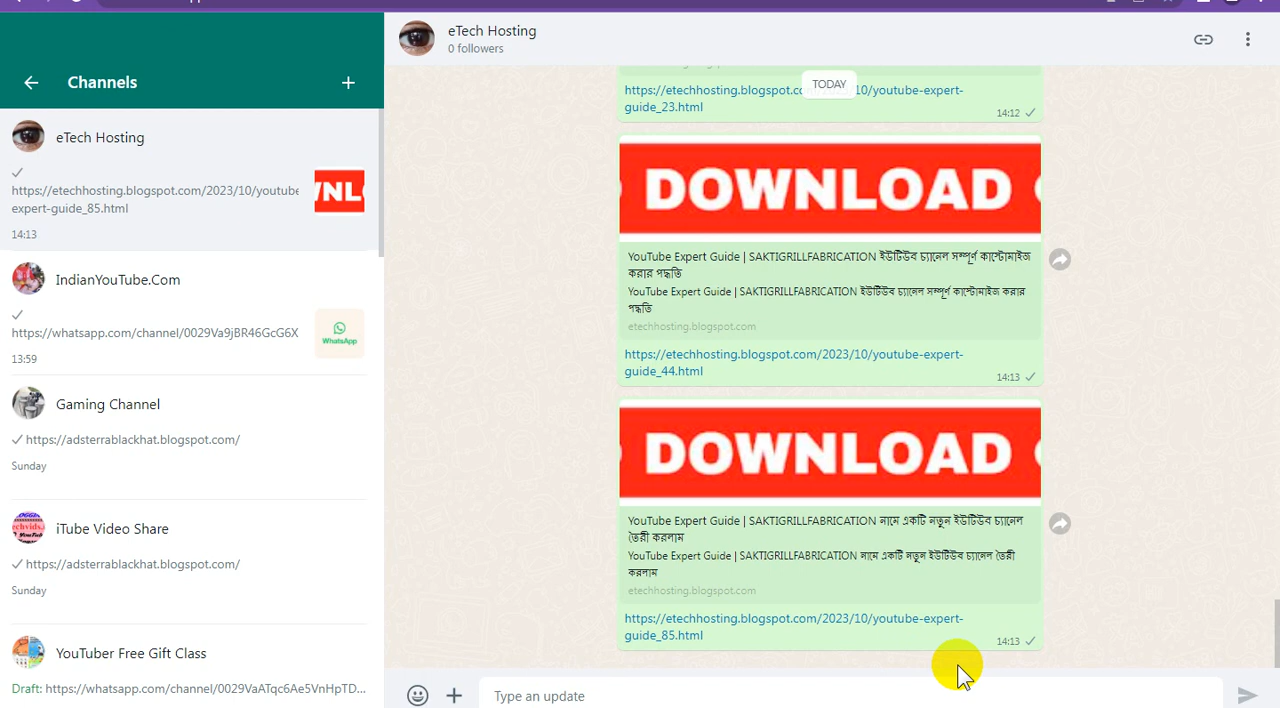 Channels
eTech Hosting
https://etechhosting.blogspot.com/2023/10/youtube
expert-guide_85.html
14:13
IndianYouTube.Com
https://whatsapp.com/channel/0029Va9jBR46GcG6X
WhatsApp
13:59
Gaming Channel
https://adsterrablackhat.blogspot.com/
Sunday
iTube Video Share
https://adsterrablackhat.blogspot.com/
Sunday
YouTuber Free Gift Class
Draft: https://whatsapp.com/channel/0029VaATqc6Ae5VnHpTD...
eTech Hosting
0 followers
TODAY
guide_23.html
14:12
DOWNLOAD
YouTube Expert Guide | SAKTIGRILLFABRICATION ইউটিউব চ্যানেল সম্পূর্ণ কাস্টোমাইজ
করার পদ্ধতি
YouTube Expert Guide | SAKTIGRILLFABRICATION ইউটিউব চ্যানেল সম্পূর্ণ কাস্টোমাইজ করার
পদ্ধতি
etechhosting.blogspot.com
https://etechhosting.blogspot.com/2023/10/youtube-expert-
guide_44.html
14:13
DOWNLOAD
YouTube Expert Guide | SAKTIGRILLFABRICATION নামে একটি নতুন ইউটিউব চ্যানেল
তৈরী করলাম
YouTube Expert Guide | SAKTIGRILLFABRICATION নামে একটি নতুন ইউটিউব চ্যানেল তৈরী
করলাম
etechhosting.blogspot.com
https://etechhosting.blogspot.com/2023/10/youtube-expert-
guide_85.html
14:13
Type an update